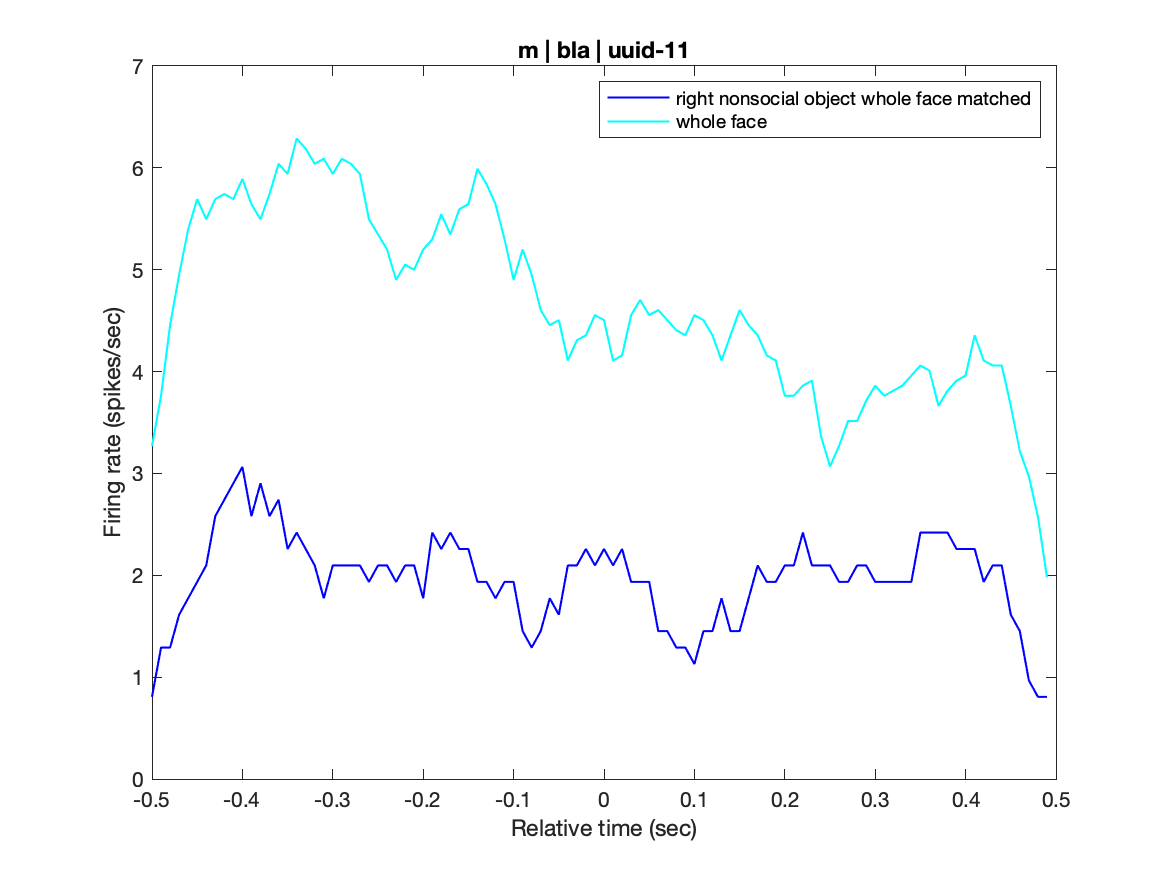 m | bla | uuid-11
7
6
5
4
3
2
1
0
Firing rate (spikes/sec)
right nonsocial object whole face matched
whole face
-0.5 -0.4 -0.3 -0.2 -0.1 0 0.1 0.2 0.3 0.4 0.5
Relative time (sec)